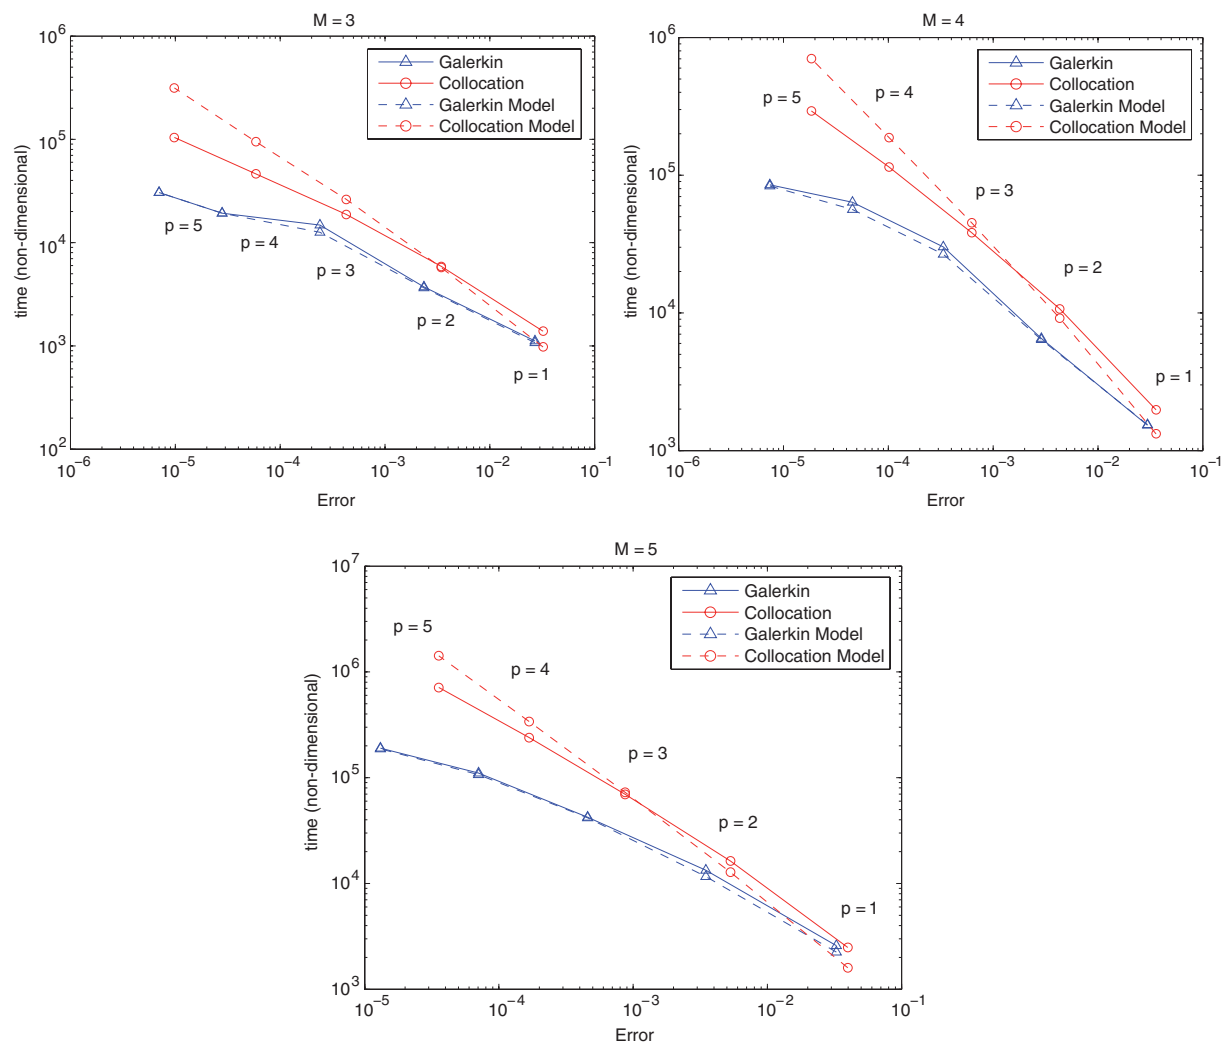 M = 3
10^6
10^5
10^4
10^3
10^2
time (non-dimensional)
Galerkin
Collocation
Galerkin Model
Collocation Model
p = 5
p = 4
p = 3
p = 2
p = 1
10^-6
10^-5
10^-4
10^-3
10^-2
10^-1
Error
M = 4
10^6
10^5
10^4
10^3
time (non-dimensional)
Galerkin
Collocation
Galerkin Model
Collocation Model
p = 5
p = 4
p = 3
p = 2
p = 1
10^-6
10^-5
10^-4
10^-3
10^-2
10^-1
Error
M = 5
10^7
10^6
10^5
10^4
10^3
time (non-dimensional)
Galerkin
Collocation
Galerkin Model
Collocation Model
p = 5
p = 4
p = 3
p = 2
p = 1
10^-5
10^-4
10^-3
10^-2
10^-1
Error